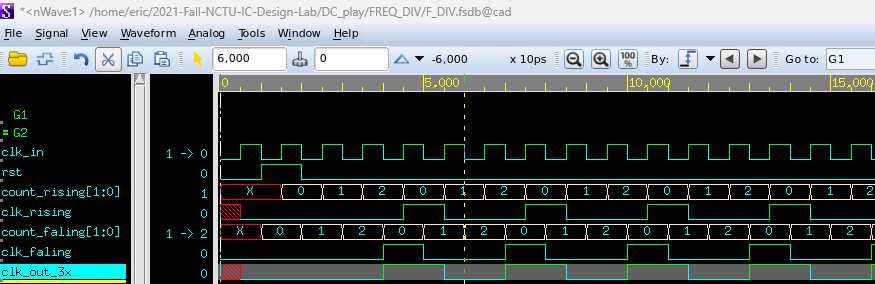 *<nWave:1> /home/eric/2021-Fall-NCTU-IC-Design-Lab/DC_play/FREQ_DIV/F_DIV.fsdb@cad
File Signal View Waveform Analog Tools Window Help
6,000 0 -6,000 x 10ps 100% By: Go to: G1
0 5,000 10,000 15,000
G1
= G2
clk_in 1 -> 0
rst 0
count_rising[1:0] 1 X 0 1 2 0 1 2 0 1 2 0 1 2 0 1 2
clk_rising 0
count_faling[1:0] 1 -> 2 X 0 1 2 0 1 2 0 1 2 0 1 2 0 1 2
clk_faling 0
clk_out_3x 0